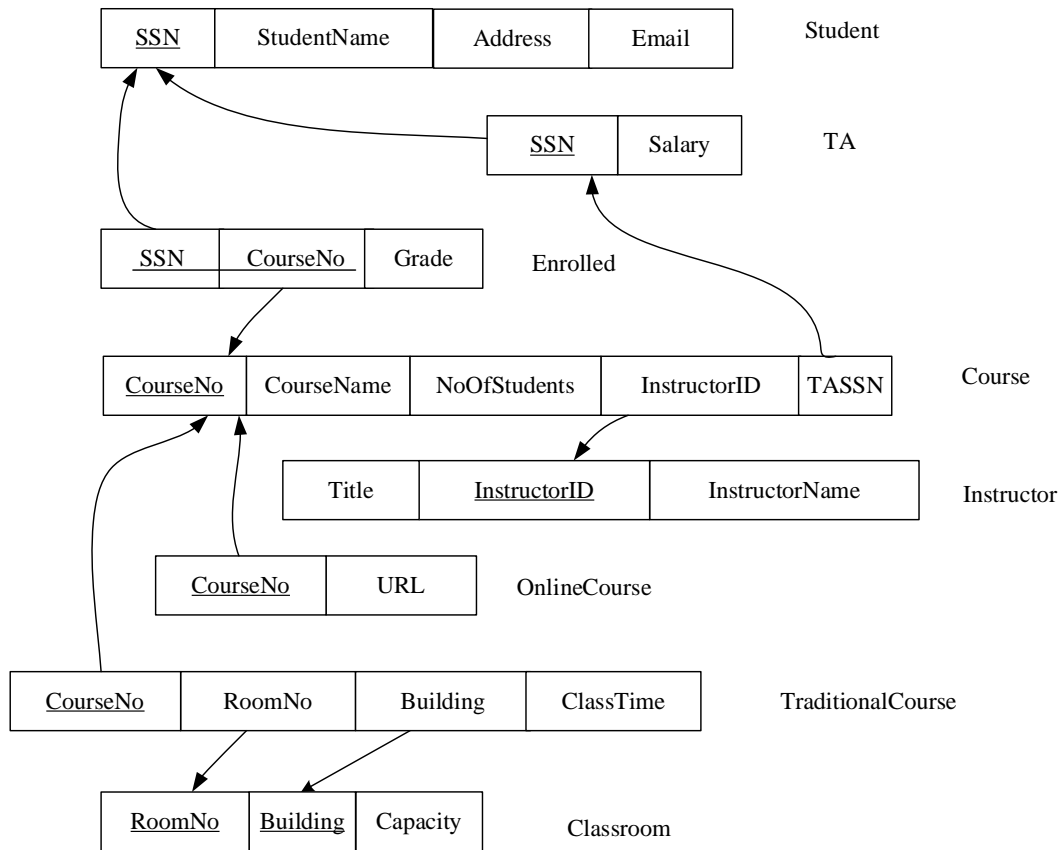 SSN StudentName Address Email Student
SSN Salary TA
SSN CourseNo Grade Enrolled
CourseNo CourseName NoOfStudents InstructorID TASSN Course
Title InstructorID InstructorName Instructor
CourseNo URL OnlineCourse
CourseNo RoomNo Building ClassTime TraditionalCourse
RoomNo Building Capacity Classroom